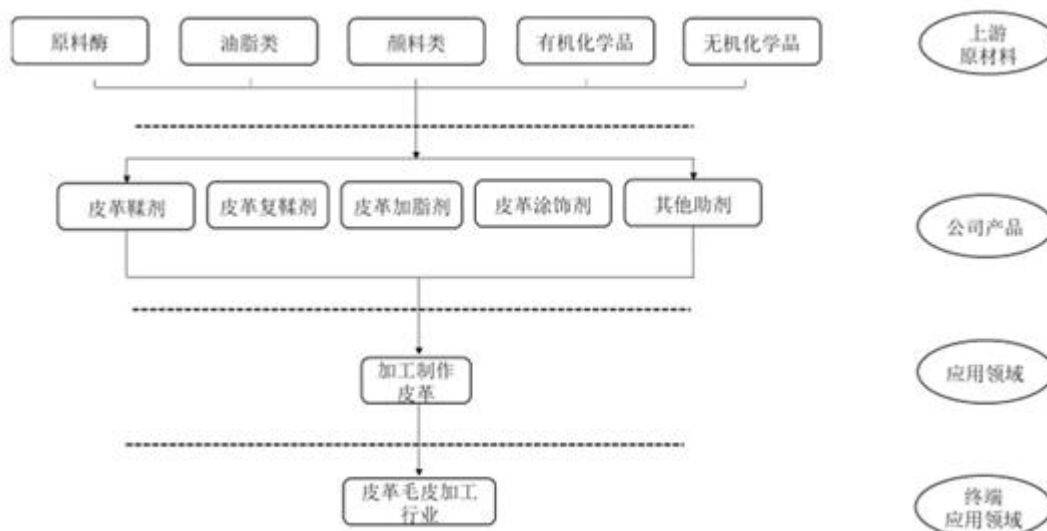 原料酶 油脂类 颜料类 有机化学品 无机化学品 上游
原材料
皮革鞣剂 皮革复鞣剂 皮革加脂剂 皮革涂饰剂 其他助剂 公司产品
加工制作
皮革
应用领域
皮革毛皮加工
行业
终端
应用领域